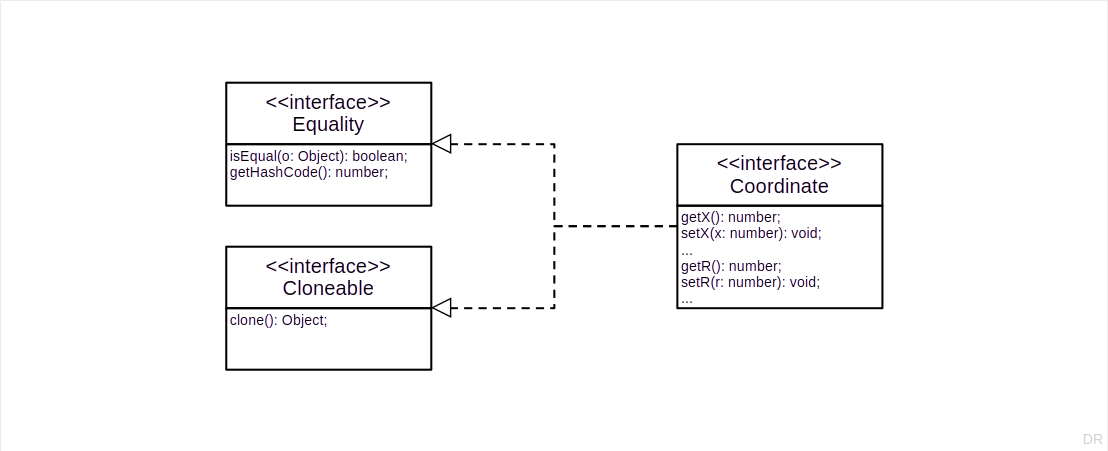 <<interface>>
Equality
isEqual(o: Object): boolean;
getHashCode(): number;
<<interface>>
Cloneable
clone(): Object;
<<interface>>
Coordinate
getX(): number;
setX(x: number): void;
...
getR(): number;
setR(r: number): void;
...
DR